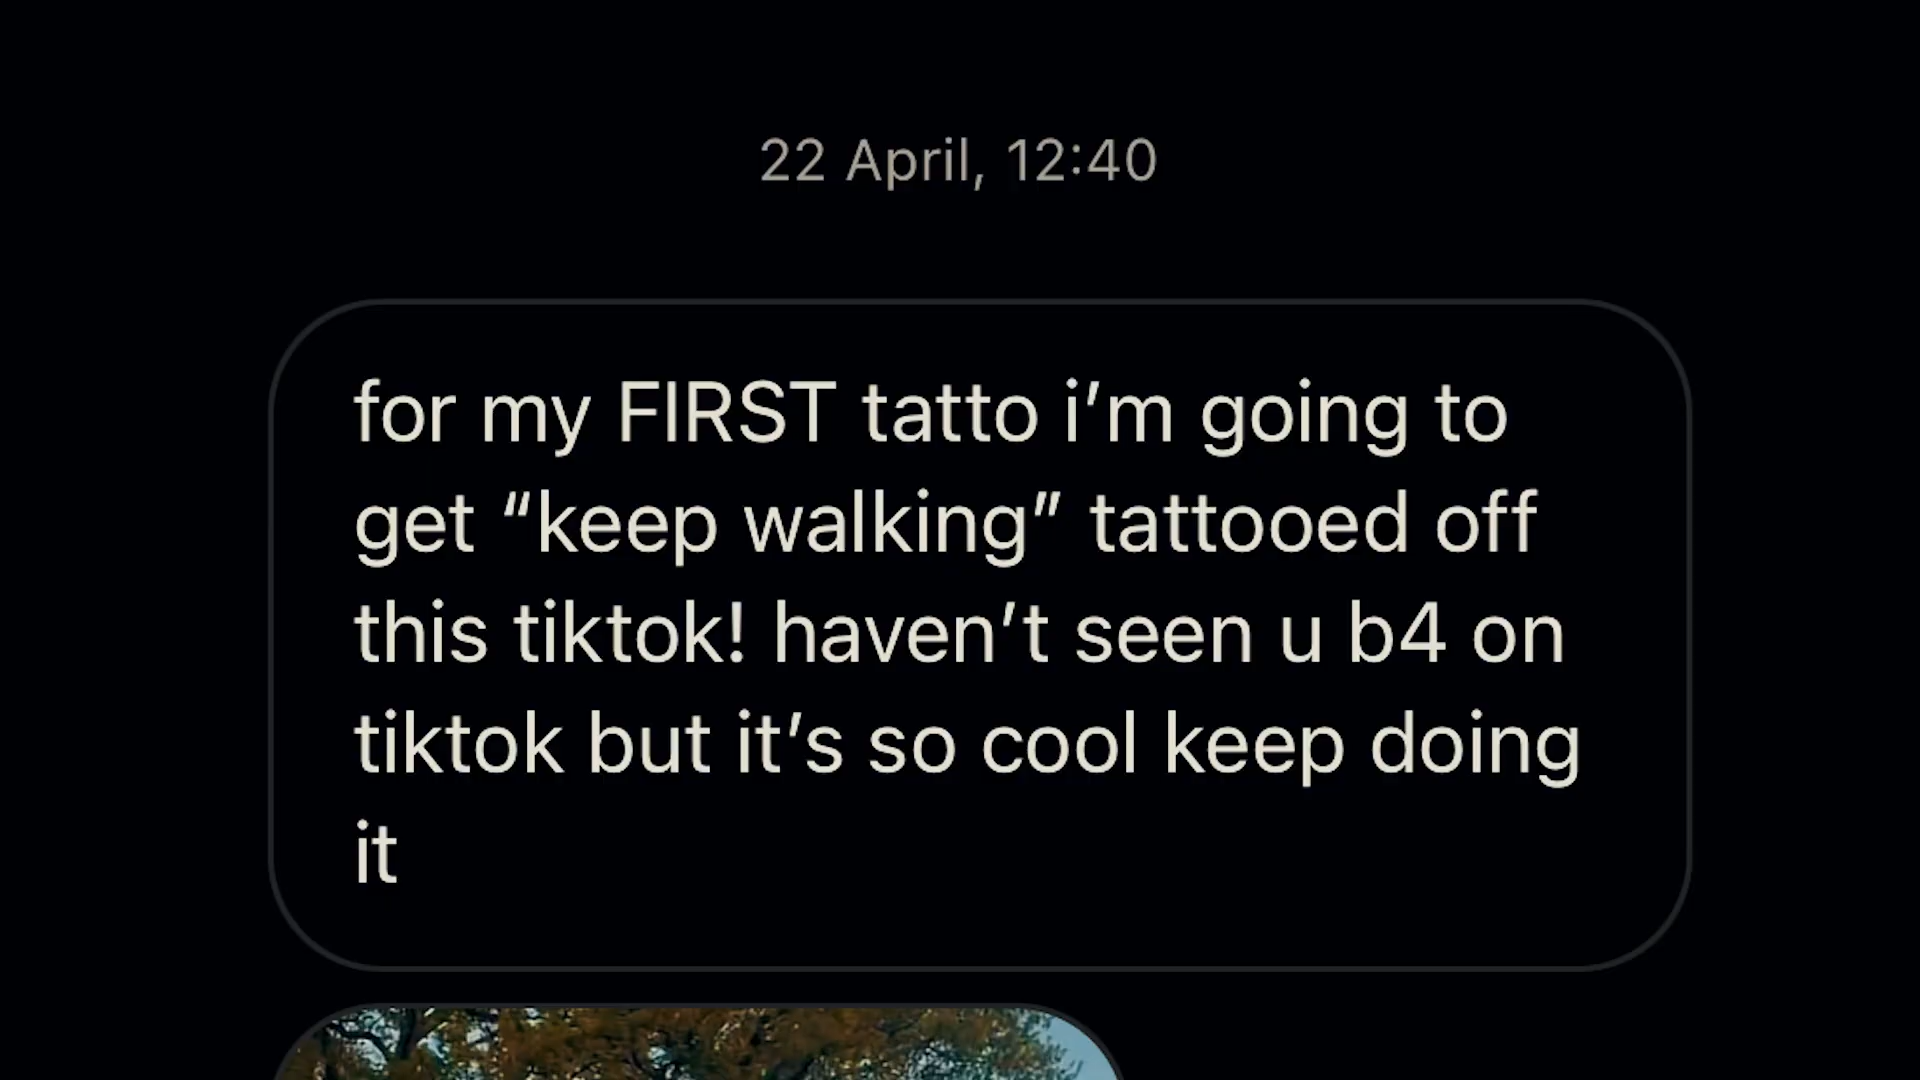 22 April, 12:40
for my FIRST tatto i’m going to
get “keep walking” tattooed off
this tiktok! haven’t seen u b4 on
tiktok but it’s so cool keep doing
it